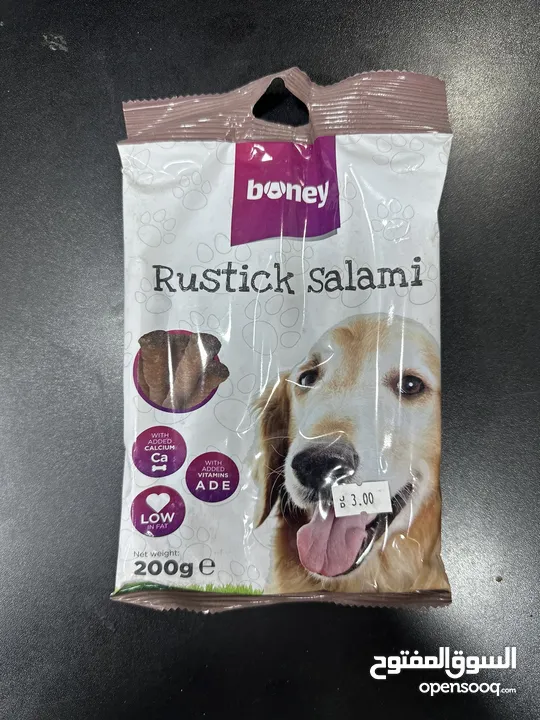 boney
Rustick Salami
WITH
ADDED
CALCIUM
Ca
WITH
ADDED
VITAMINS
A D E
LOW
IN FAT
JD 3.00
Net weight:
200g e
السوق المفتوح
opensooq.com